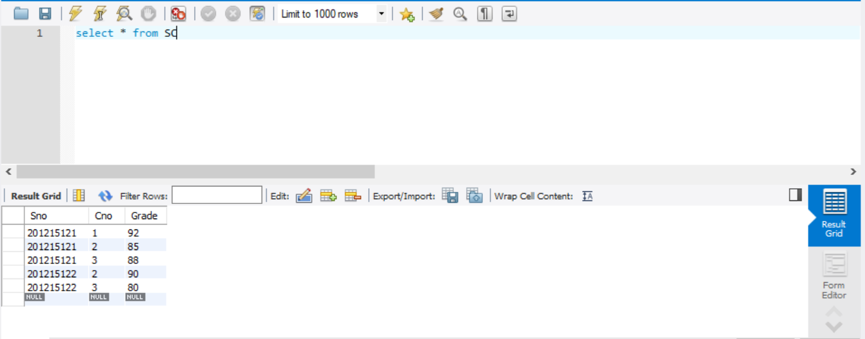 Limit to 1000 rows
1 select * from SC
Result Grid Filter Rows: Edit: Export/Import: Wrap Cell Content: IA
Sno Cno Grade
201215121 1 92
201215121 2 85
201215121 3 88
201215122 2 90
201215122 3 80
NULL NULL NULL
Result
Grid
Form
Editor